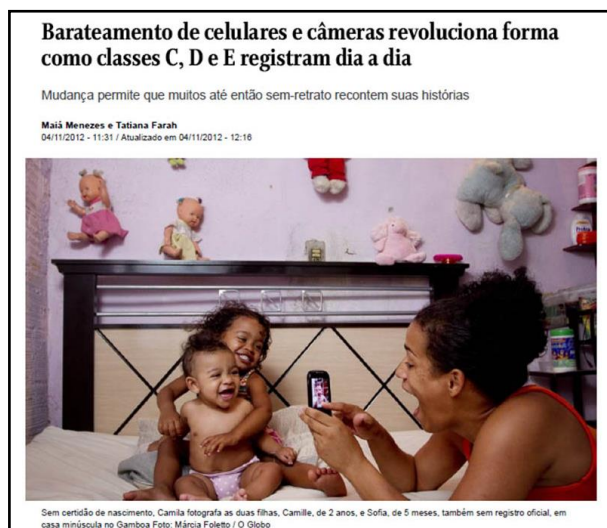 Barateamento de celulares e câmeras revoluciona forma
como classes C, D e E registram dia a dia
Mudança permite que muitos até então sem-retrato recontem suas histórias
Maiá Menezes e Tatiana Farah
04/11/2012 - 11:31 / Atualizado em 04/11/2012 - 12:16
Sem certidão de nascimento, Camila fotografa as duas filhas, Camille, de 2 anos, e Sofia, de 5 meses, também sem registro oficial, em
casa minúscula no Gamboa Foto: Márcia Foletto / O Globo